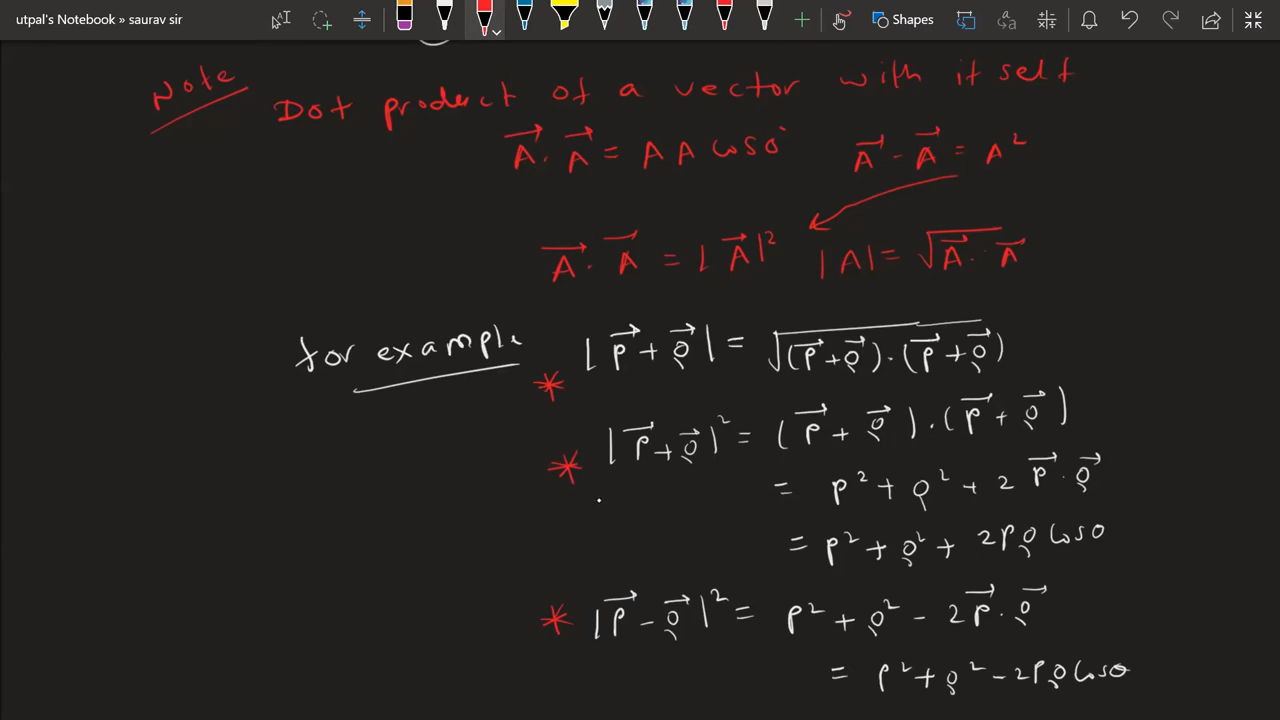 utpal's Notebook » saurav sir
Shapes
Note
Dot product of a vector with itself
A⃗ . A⃗ = A A cos0° A⃗ . A⃗ = A²
A⃗ . A⃗ = |A⃗|² |A| = √A⃗ . A⃗
for example
* |P⃗ + Q⃗| = √(P⃗ + Q⃗) . (P⃗ + Q⃗)
* |P⃗ + Q⃗|² = (P⃗ + Q⃗) . (P⃗ + Q⃗)
= P² + Q² + 2 P⃗ . Q⃗
= P² + Q² + 2PQ cosθ
* |P⃗ - Q⃗|² = P² + Q² - 2P⃗ . Q⃗
= P² + Q² - 2PQ cosθ